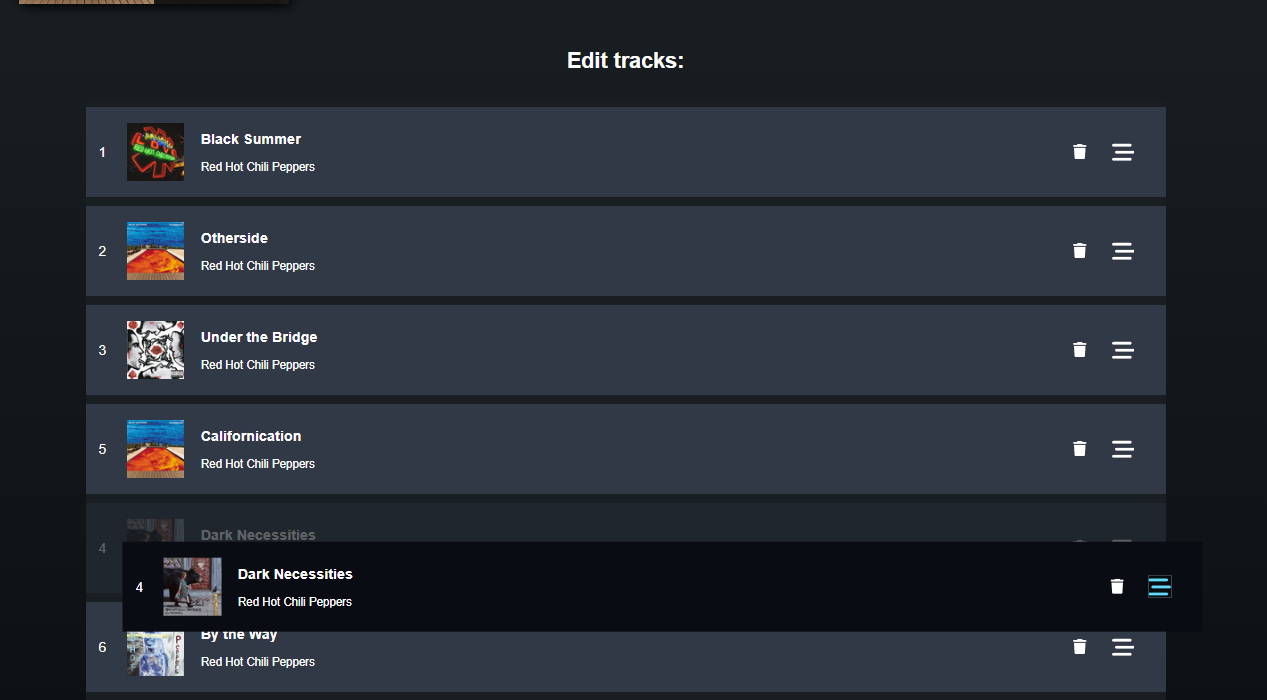 Edit tracks:
1
Black Summer
Red Hot Chili Peppers
2
Otherside
Red Hot Chili Peppers
3
Under the Bridge
Red Hot Chili Peppers
5
Californication
Red Hot Chili Peppers
4
Dark Necessities
4
Dark Necessities
Red Hot Chili Peppers
6
By the Way
Red Hot Chili Peppers